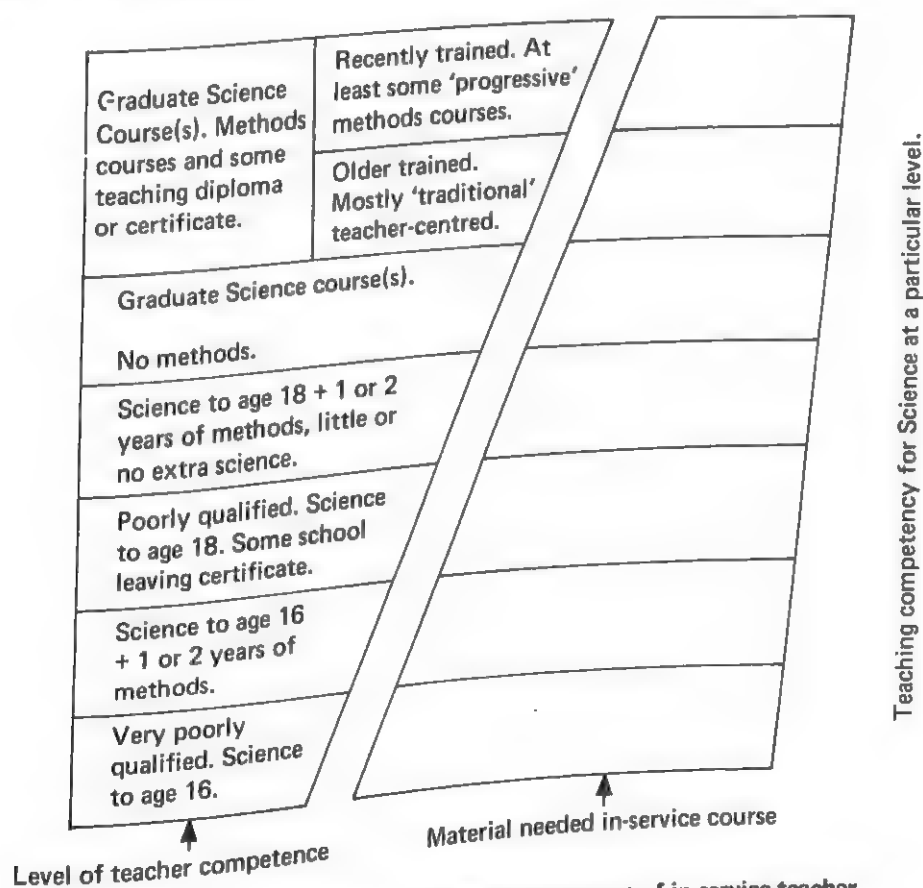 Graduate Science
Course(s). Methods
courses and some
teaching diploma
or certificate.
Recently trained. At
least some ‘progressive’
methods courses.
Older trained.
Mostly ‘traditional’
teacher-centred.
Graduate Science course(s).
No methods.
Science to age 18 + 1 or 2
years of methods, little or
no extra science.
Poorly qualified. Science
to age 18. Some school
leaving certificate.
Science to age 16
+ 1 or 2 years of
methods.
Very poorly
qualified. Science
to age 16.
Level of teacher competence
Material needed in-service course
Teaching competency for Science at a particular level.
in-service teacher